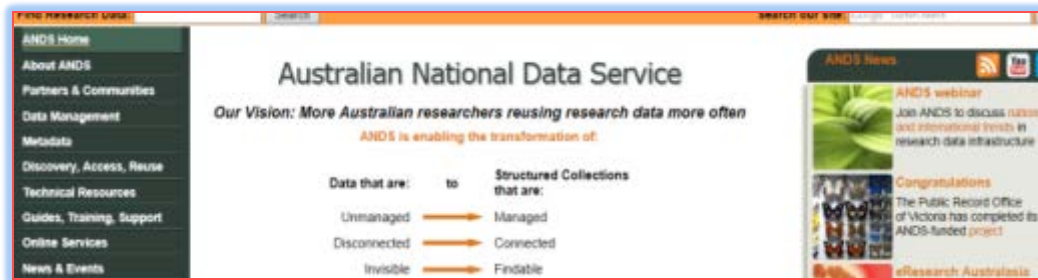 Find Research Data:
Search
Search our site:
ANDS Home
About ANDS
Partners & Communities
Data Management
Metadata
Discovery, Access, Reuse
Technical Resources
Guides, Training, Support
Online Services
News & Events
Australian National Data Service
Our Vision: More Australian researchers reusing research data more often
ANDS is enabling the transformation of:
Data that are: to Structured Collections
that are:
Unmanaged Managed
Disconnected Connected
Invisible Findable
ANDS News
You
ANDS webinar
Join ANDS to discuss
and international trends in
research data infrastructure
Congratulations
The Public Record Office
of Victoria has completed its
ANDS-funded project
eResearch Australasia